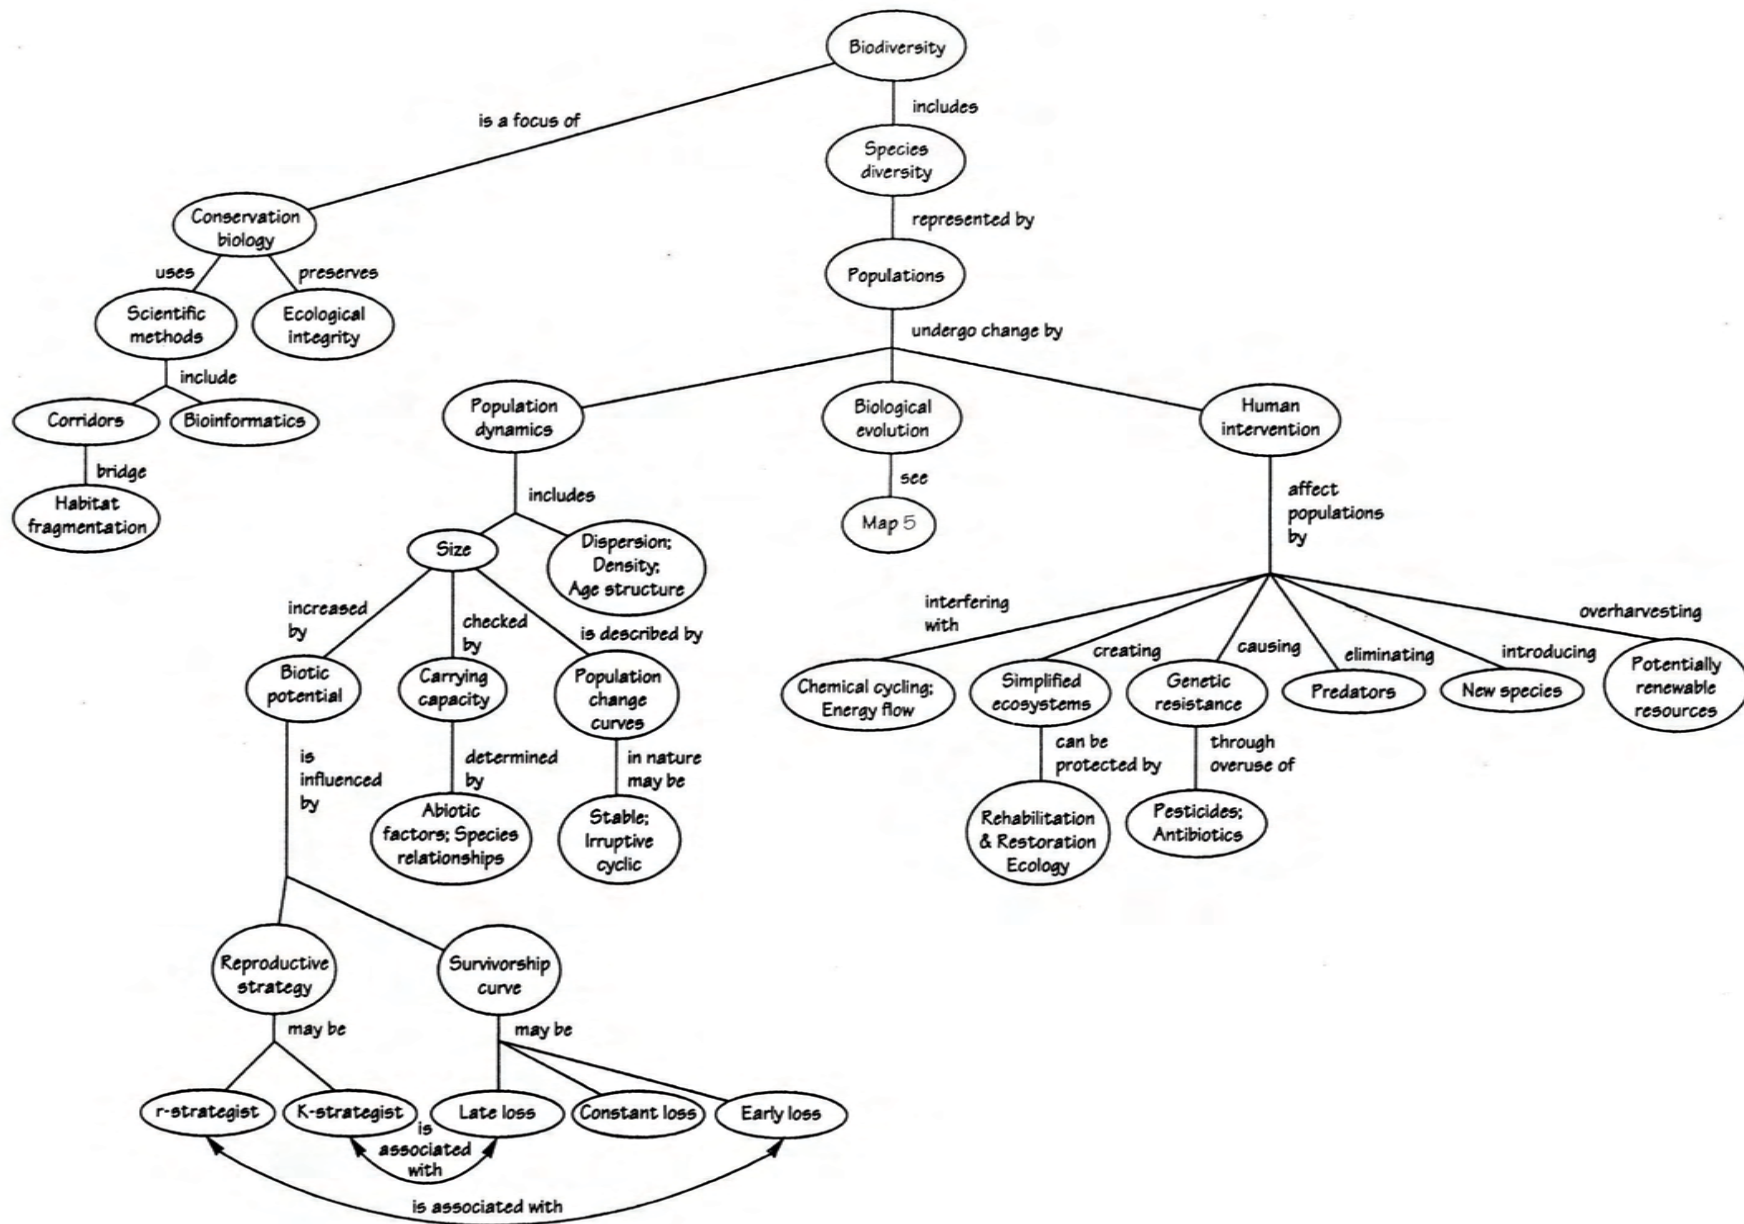 Biodiversity
is a focus of
includes
Species
diversity
represented by
Conservation
biology
uses
preserves
Scientific
methods
Ecological
integrity
include
Corridors
Bioinformatics
bridge
Habitat
fragmentation
Populations
undergo change by
Population
dynamics
Biological
evolution
Human
intervention
includes
see
Map 5
affect
populations
by
Size
Dispersion;
Density;
Age structure
increased
by
checked
by
is described by
Biotic
potential
Carrying
capacity
Population
change
curves
is
influenced
by
determined
by
in nature
may be
Abiotic
factors; Species
relationships
Stable;
Irruptive
cyclic
interfering
with
creating
causing
eliminating
introducing
overharvesting
Chemical cycling;
Energy flow
Simplified
ecosystems
Genetic
resistance
Predators
New species
Potentially
renewable
resources
can be
protected by
through
overuse of
Rehabilitation
& Restoration
Ecology
Pesticides;
Antibiotics
Reproductive
strategy
Survivorship
curve
may be
may be
r-strategist
K-strategist
Late loss
Constant loss
Early loss
is
associated
with
is associated with